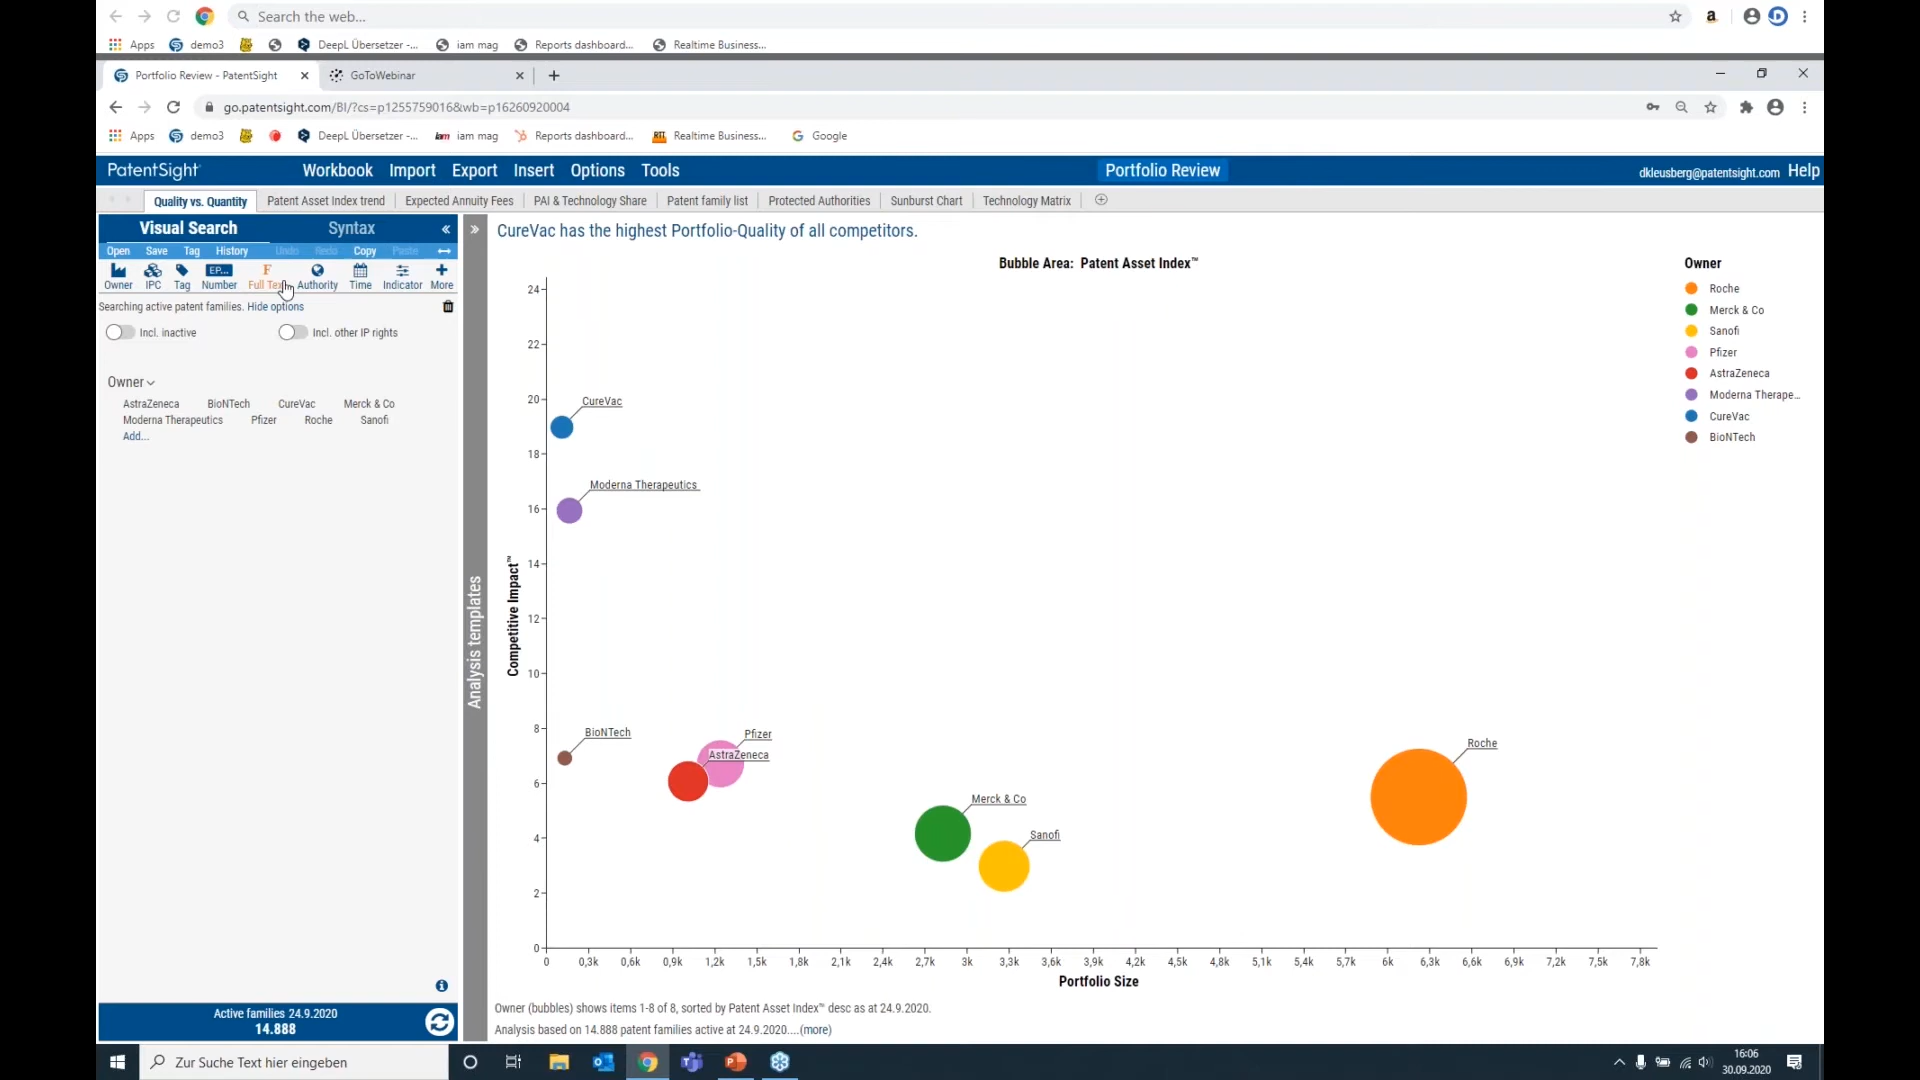 Search the web...
a
D
Apps demo3 DeepL Übersetzer -... iam mag Reports dashboard... Realtime Business...
Portfolio Review - PatentSight GoToWebinar
go.patentsight.com/BI/?cs=p1255759016&wb=p16260920004
Apps demo3 DeepL Übersetzer -... iam iam mag Reports dashboard... RTT Realtime Business... Google
PatentSight Workbook Import Export Insert Options Tools Portfolio Review dkleusberg@patentsight.com Help
Quality vs. Quantity Patent Asset Index trend Expected Annuity Fees PAI & Technology Share Patent family list Protected Authorities Sunburst Chart Technology Matrix
Visual Search Syntax « »
Open Save Tag History Undo Redo Copy Paste
EP... F
Owner IPC Tag Number Full Tex Authority Time Indicator More
Searching active patent families. Hide options
Incl. inactive Incl. other IP rights
Owner
AstraZeneca BioNTech CureVac Merck & Co
Moderna Therapeutics Pfizer Roche Sanofi
Add...
Active families 24.9.2020
14.888
Analysis templates
CureVac has the highest Portfolio-Quality of all competitors.
Bubble Area: Patent Asset Index™
Competitive Impact™
24
22
20
18
16
14
12
10
8
6
4
2
0
CureVac
Moderna Therapeutics
BioNTech
Pfizer
AstraZeneca
Merck & Co
Sanofi
Roche
0 0,3k 0,6k 0,9k 1,2k 1,5k 1,8k 2,1k 2,4k 2,7k 3k 3,3k 3,6k 3,9k 4,2k 4,5k 4,8k 5,1k 5,4k 5,7k 6k 6,3k 6,6k 6,9k 7,2k 7,5k 7,8k
Portfolio Size
Owner
Roche
Merck & Co
Sanofi
Pfizer
AstraZeneca
Moderna Therape...
CureVac
BioNTech
Owner (bubbles) shows items 1-8 of 8, sorted by Patent Asset Index™ desc as at 24.9.2020.
Analysis based on 14.888 patent families active at 24.9.2020....(more)
Zur Suche Text hier eingeben
16:06
30.09.2020